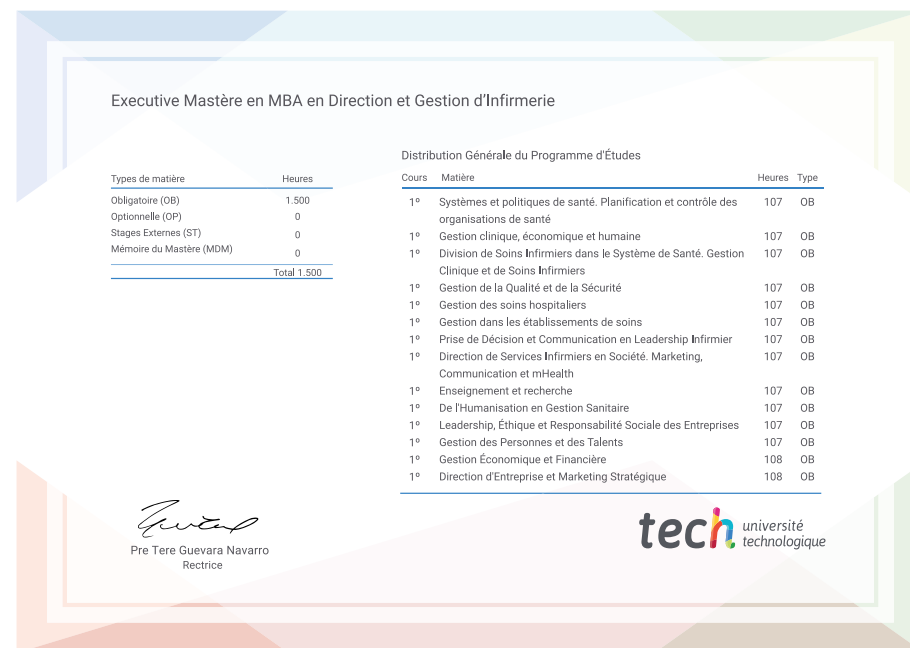 Executive Mastère en MBA en Direction et Gestion d'Infirmerie
Types de matière Heures
Obligatoire (OB) 1.500
Optionnelle (OP) 0
Stages Externes (ST) 0
Mémoire du Mastère (MDM) 0
Total 1.500
Distribution Générale du Programme d'Études
Cours Matière Heures Type
1º Systèmes et politiques de santé. Planification et contrôle des 107 OB
organisations de santé
1º Gestion clinique, économique et humaine 107 OB
1º Division de Soins Infirmiers dans le Système de Santé. Gestion 107 OB
Clinique et de Soins Infirmiers
1º Gestion de la Qualité et de la Sécurité 107 OB
1º Gestion des soins hospitaliers 107 OB
1º Gestion dans les établissements de soins 107 OB
1º Prise de Décision et Communication en Leadership Infirmier 107 OB
1º Direction de Services Infirmiers en Société. Marketing, 107 OB
Communication et mHealth
1º Enseignement et recherche 107 OB
1º De l'Humanisation en Gestion Sanitaire 107 OB
1º Leadership, Éthique et Responsabilité Sociale des Entreprises 107 OB
1º Gestion des Personnes et des Talents 107 OB
1º Gestion Économique et Financière 108 OB
1º Direction d'Entreprise et Marketing Stratégique 108 OB
Pre Tere Guevara Navarro
Rectrice
tech université
technologique